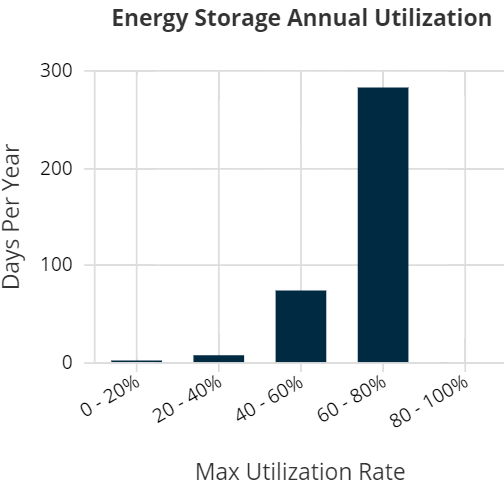 Energy Storage Annual Utilization
300
200
100
0
Days Per Year
0 - 20%
20 - 40%
40 - 60%
60 - 80%
80 - 100%
Max Utilization Rate